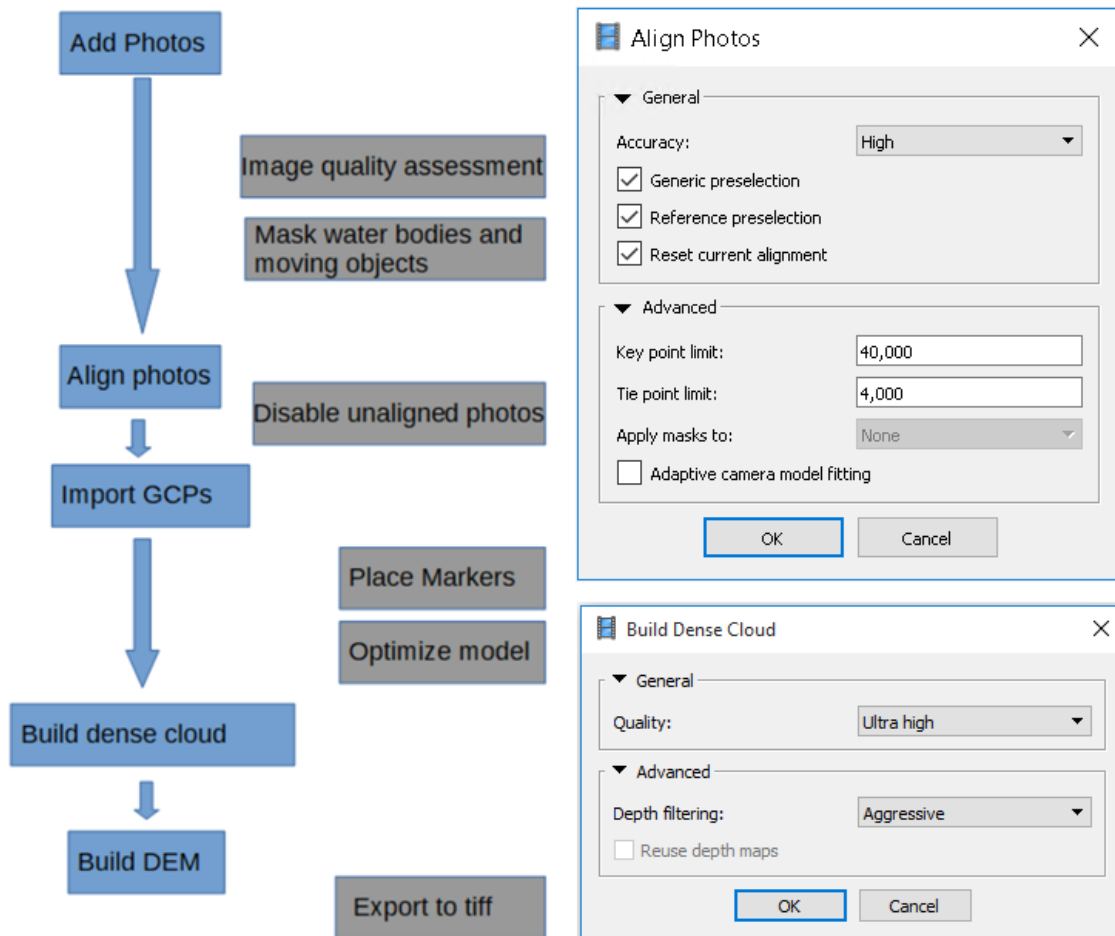 Add Photos
Image quality assessment
Mask water bodies and
moving objects
Align photos
Disable unaligned photos
Import GCPs
Place Markers
Optimize model
Build dense cloud
Build DEM
Export to tiff
Align Photos
General
Accuracy: High
Generic preselection
Reference preselection
Reset current alignment
Advanced
Key point limit: 40,000
Tie point limit: 4,000
Apply masks to: None
Adaptive camera model fitting
OK Cancel
Build Dense Cloud
General
Quality: Ultra high
Advanced
Depth filtering: Aggressive
Reuse depth maps
OK Cancel